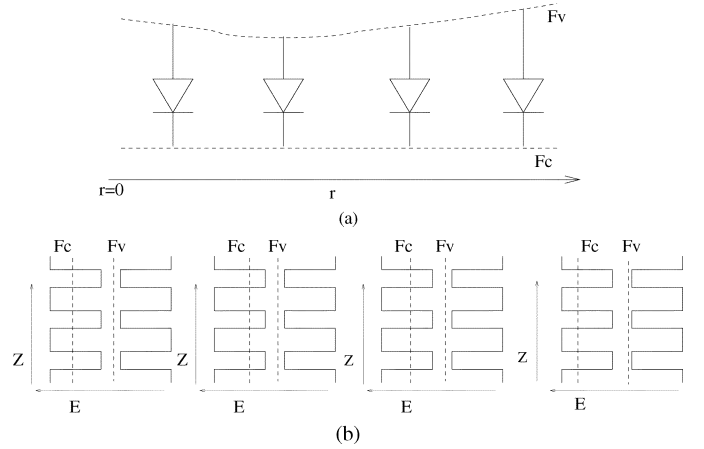 Fv
Fc
r=0
r
(a)
Fc Fv Fc Fv Fc Fv Fc Fv
Z Z Z Z
E E E E
(b)